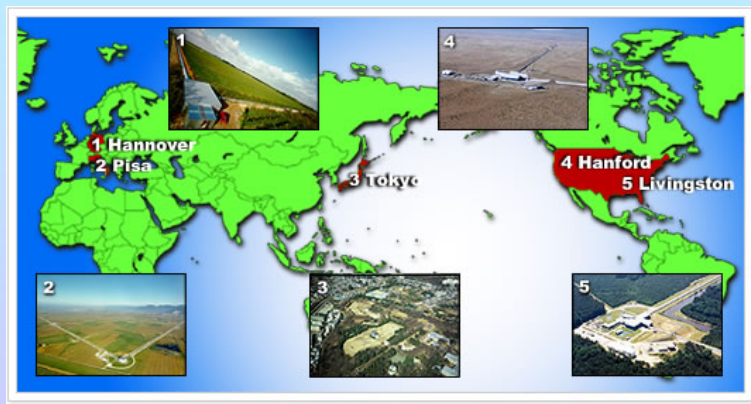 1
4
1 Hannover
2 Pisa
3 Tokyo
4 Hanford
5 Livingston
2
3
5